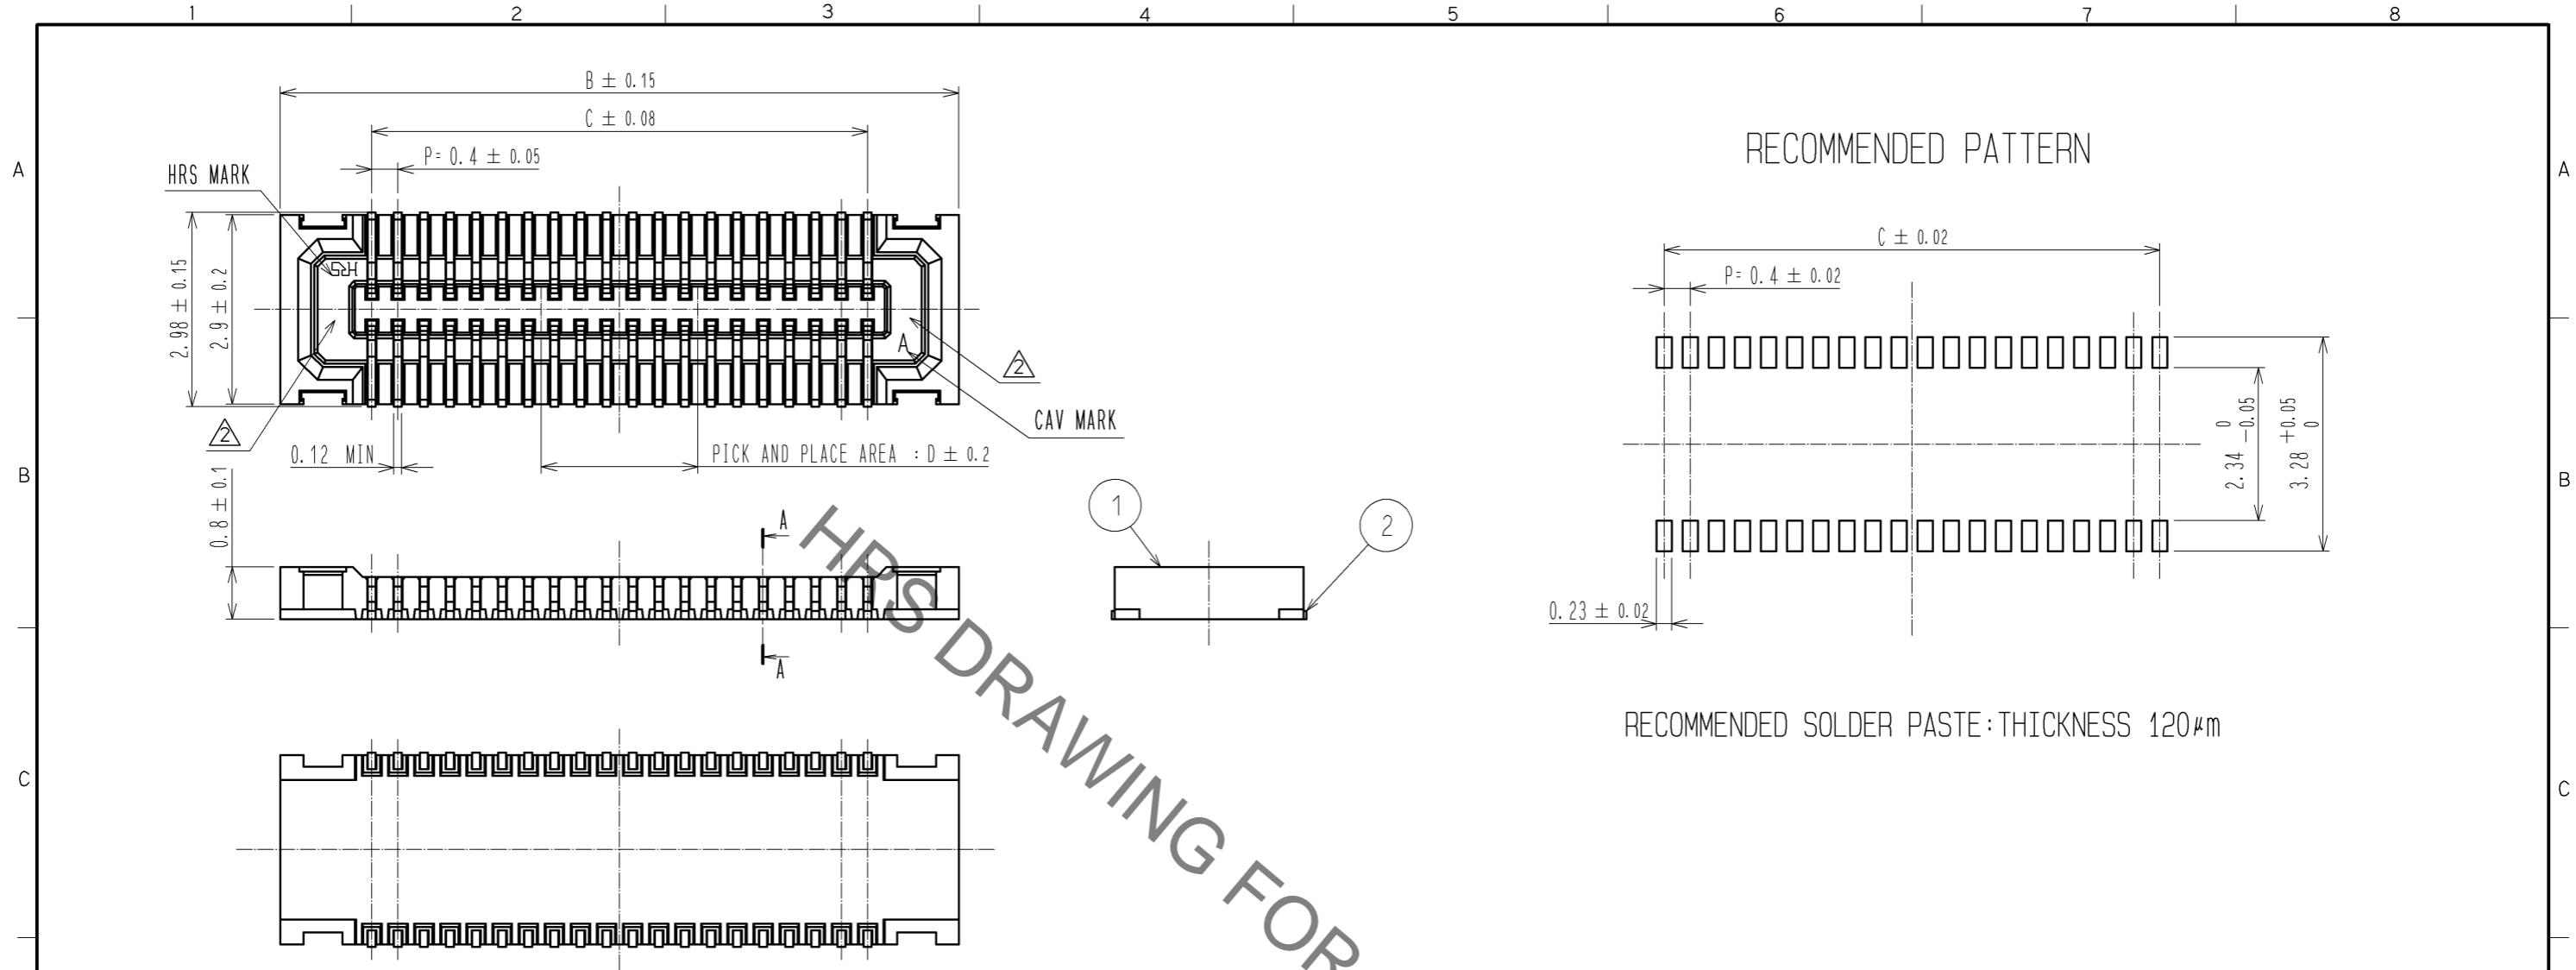 1 2 3 4 5 6 7 8
A A
B ± 0.15
C ± 0.08
P= 0.4 ± 0.05
HRS MARK
2.98 ± 0.15
2.9 ± 0.2
HRS
A
2
2
CAV MARK
0.12 MIN
PICK AND PLACE AREA : D ± 0.2
RECOMMENDED PATTERN
C ± 0.02
P= 0.4 ± 0.02
2.34 0 -0.05
3.28 +0.05 0
0.23 ± 0.02
B B
0.8 ± 0.1
A
A
1
2
RECOMMENDED SOLDER PASTE:THICKNESS 120μm
C C
HRS DRAWING FOR